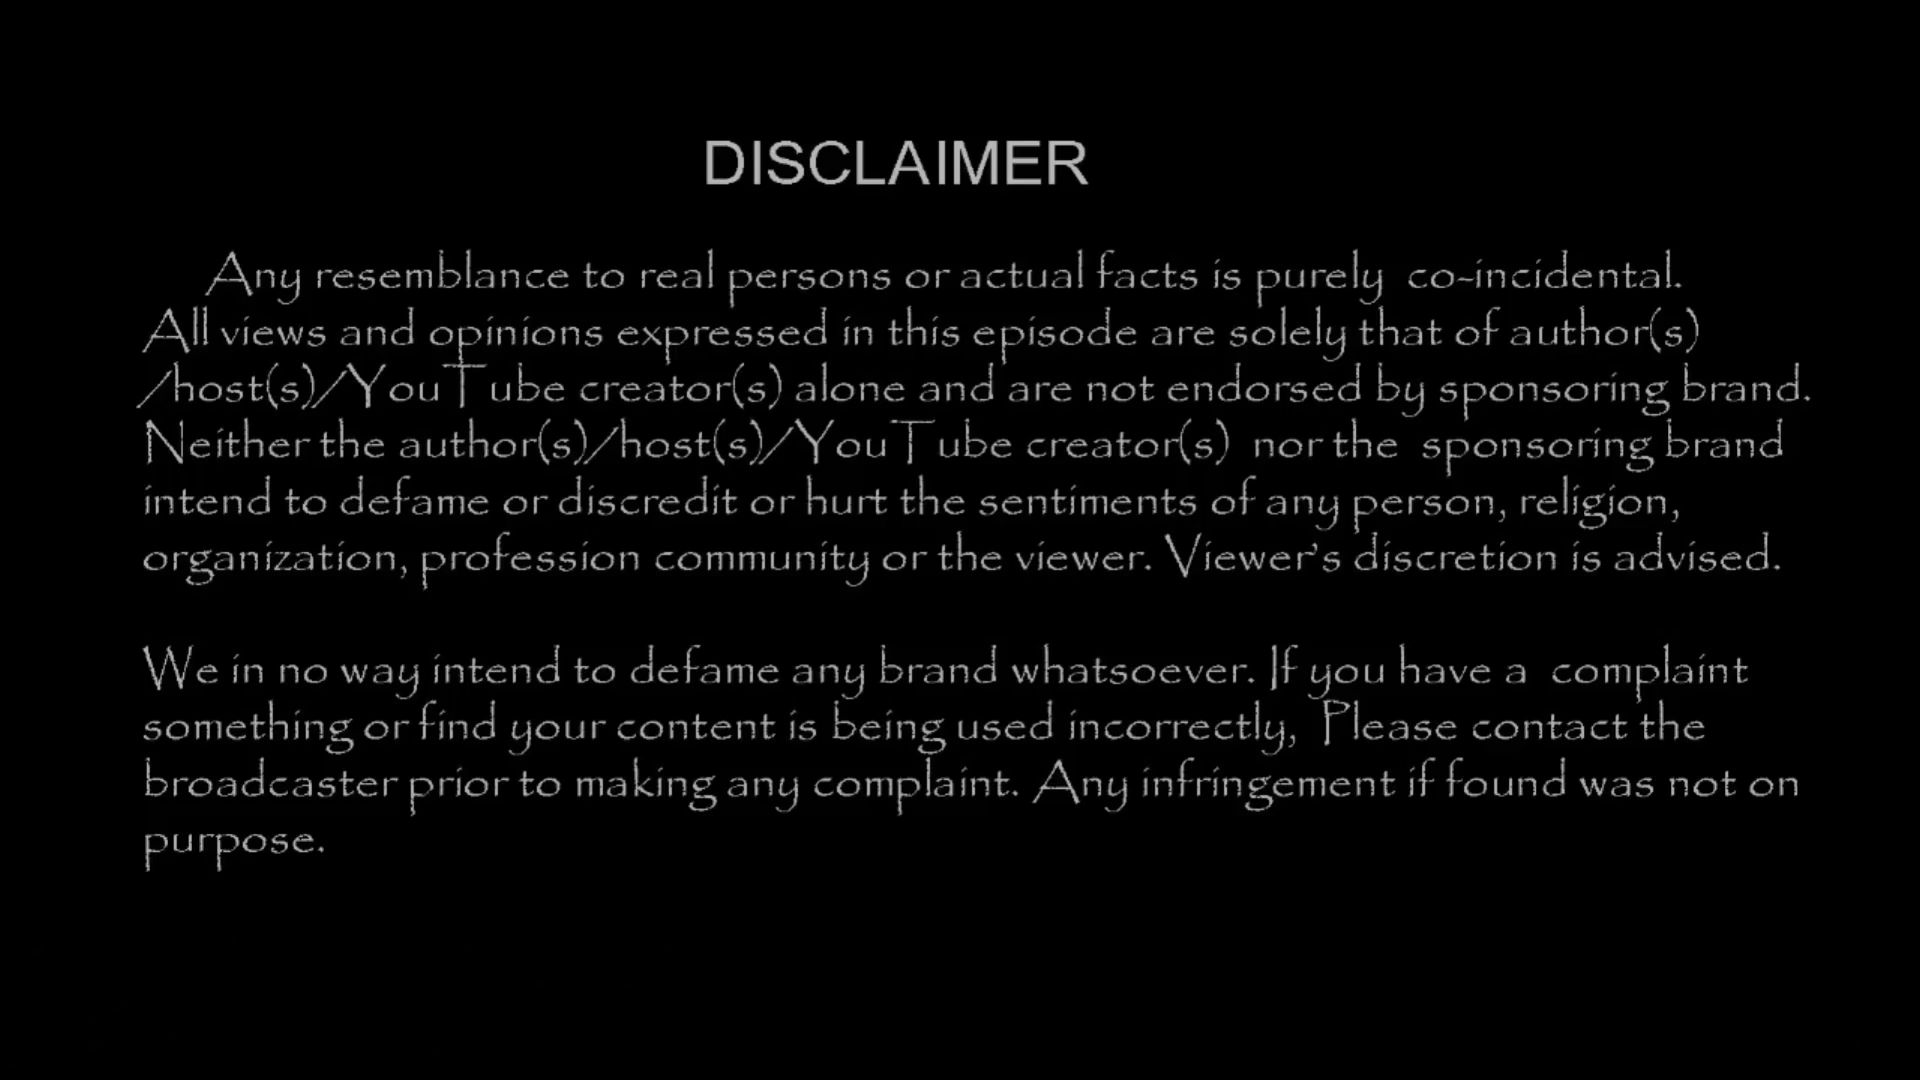 DISCLAIMER
Any resemblance to real persons or actual facts is purely co-incidental.
All views and opinions expressed in this episode are solely that of author(s)
/host(s)/YouTube creator(s) alone and are not endorsed by sponsoring brand.
Neither the author(s)/host(s)/YouTube creator(s) nor the sponsoring brand
intend to defame or discredit or hurt the sentiments of any person, religion,
organization, profession community or the viewer. Viewer's discretion is advised.
We in no way intend to defame any brand whatsoever. If you have a complaint
something or find your content is being used incorrectly, Please contact the
broadcaster prior to making any complaint. Any infringement if found was not on
purpose.